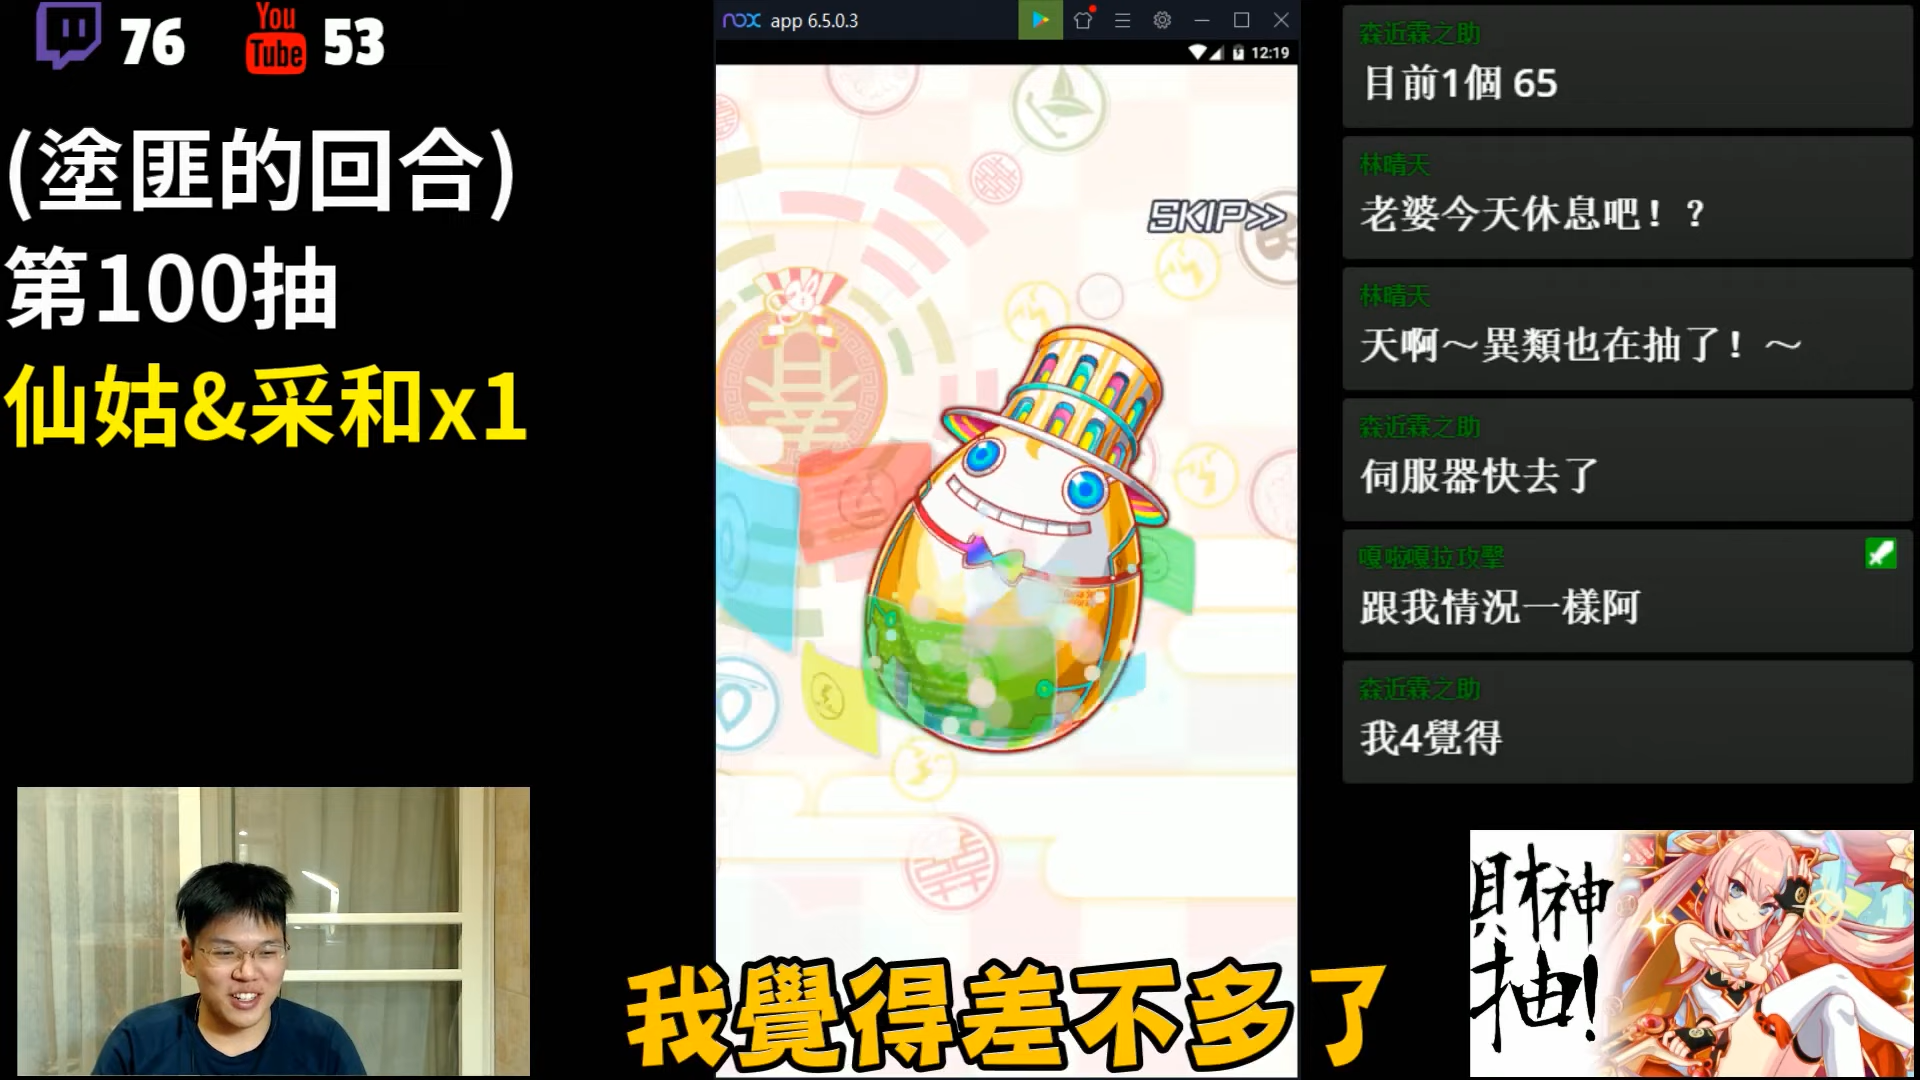 76
You
Tube
53
(塗匪的回合)
第100抽
仙姑&采和x1
nox app 6.5.0.3
12:19
SKIP>>
春
我覺得差不多了
森近霖之助
目前1個 65
林晴天
老婆今天休息吧！？
林晴天
天啊～異類也在抽了！～
森近霖之助
伺服器快去了
嘎啦嘎拉攻擊
跟我情況一樣阿
森近霖之助
我4覺得
財神
抽!